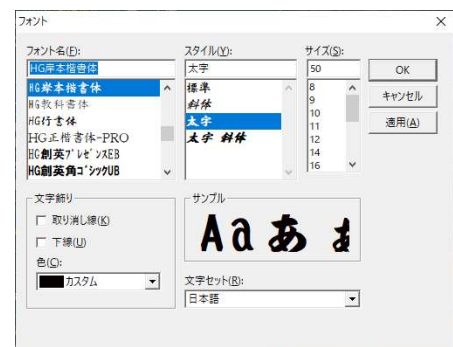 フォント
フォント名(F):
HG岸本楷書体
HG岸本楷書体
HG教科書体
HG行書体
HG正楷書体-PRO
HG創英ﾌﾟﾚｾﾞﾝｽEB
HG創英角ｺﾞｼｯｸUB
スタイル(Y):
太字
標準
斜体
太字
太字 斜体
サイズ(S):
50
8
9
10
11
12
14
16
OK
キャンセル
適用(A)
文字飾り
取り消し線(K)
下線(U)
色(C):
カスタム
サンプル
Aaあぁ
文字セット(R):
日本語